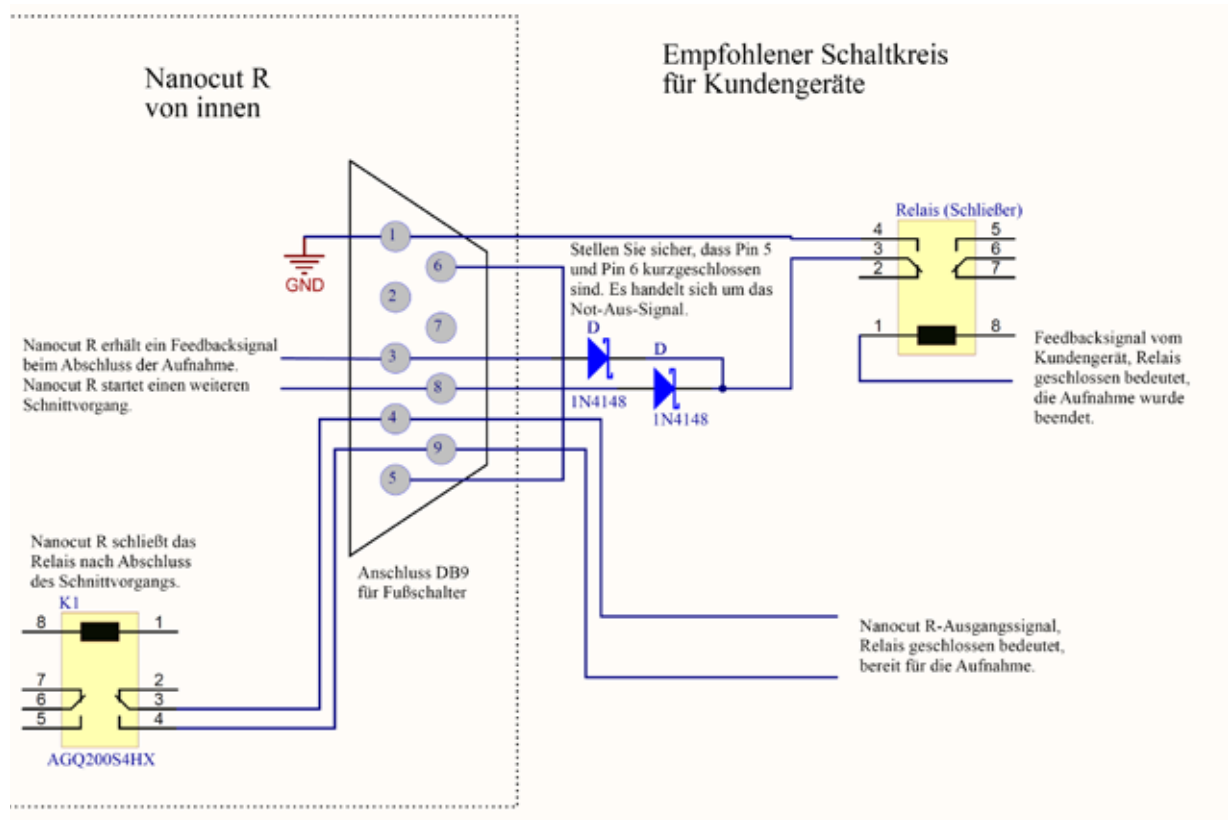 Nanocut R
von innen
Empfohlener Schaltkreis
für Kundengeräte
Relais (Schließer)
4
3
2
5
6
7
1
8
1
6
2
7
3
8
4
9
5
GND
Stellen Sie sicher, dass Pin 5
und Pin 6 kurzgeschlossen
sind. Es handelt sich um das
Not-Aus-Signal.
D
D
1N4148
1N4148
Nanocut R erhält ein Feedbacksignal
beim Abschluss der Aufnahme.
Nanocut R startet einen weiteren
Schnittvorgang.
Feedbacksignal vom
Kundengerät, Relais
geschlossen bedeutet,
die Aufnahme wurde
beendet.
Nanocut R schließt das
Relais nach Abschluss
des Schnittvorgangs.
K1
8
1
7
6
5
2
3
4
AGQ200S4HX
Anschluss DB9
für Fußschalter
Nanocut R-Ausgangssignal,
Relais geschlossen bedeutet,
bereit für die Aufnahme.